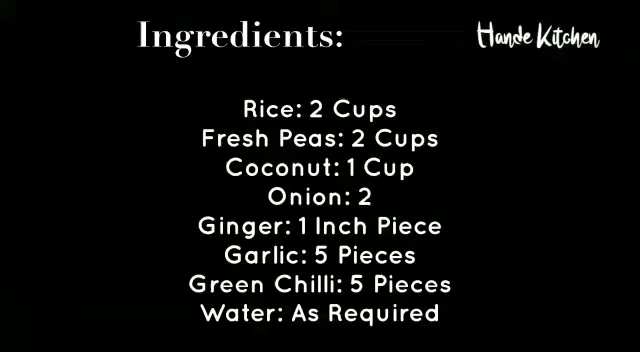 Ingredients:
Hande Kitchen
Rice: 2 Cups
Fresh Peas: 2 Cups
Coconut: 1 Cup
Onion: 2
Ginger: 1 Inch Piece
Garlic: 5 Pieces
Green Chilli: 5 Pieces
Water: As Required